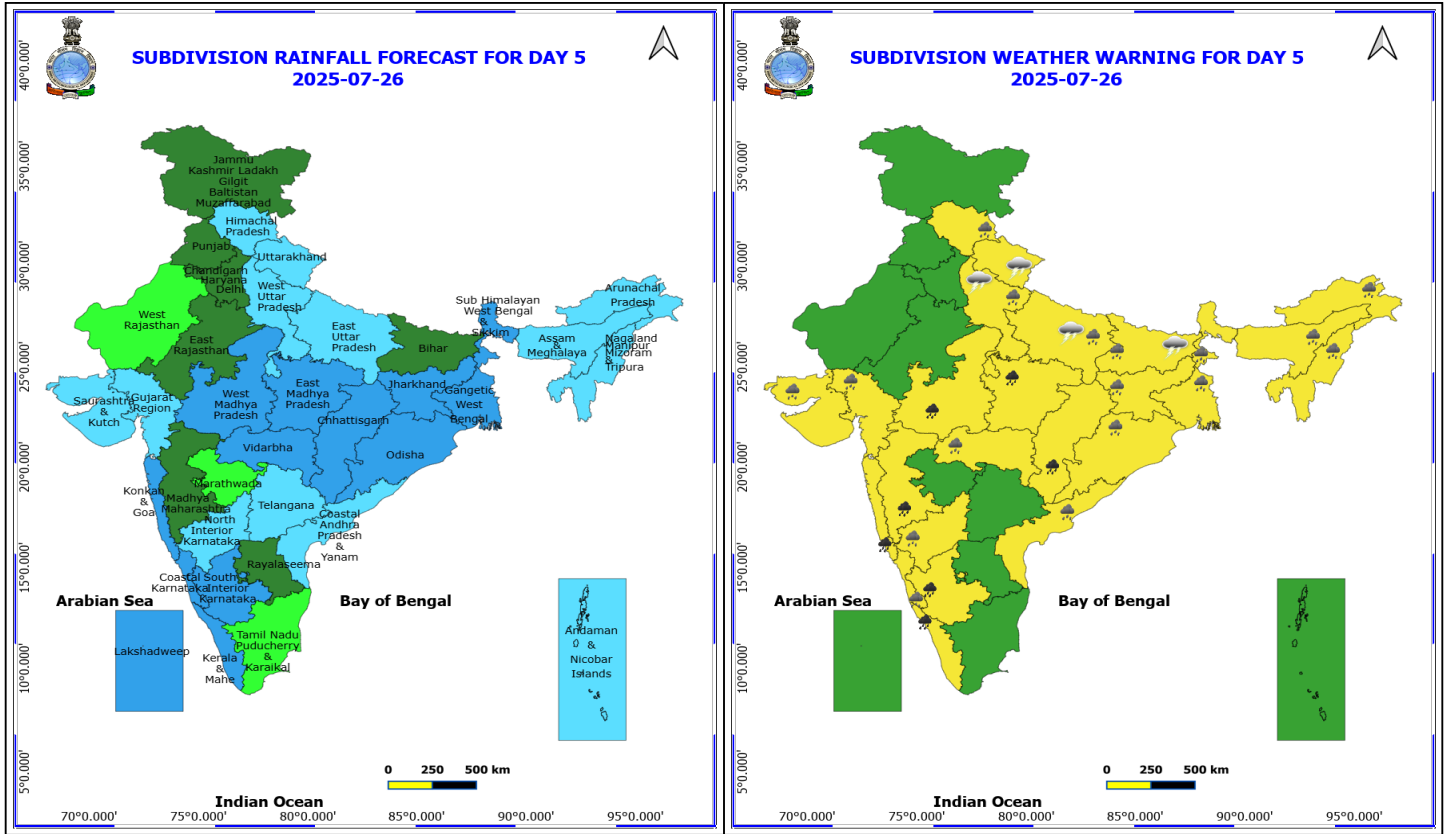 SUBDIVISION RAINFALL FORECAST FOR DAY 5
2025-07-26
40°0.000'
35°0.000'
30°0.000'
25°0.000'
20°0.000'
15°0.000'
10°0.000'
5°0.000'
Jammu
Kashmir Ladakh
Gilgit
Baltistan
Muzaffarabad
Himachal
Pradesh
Punjab
Uttarakhand
Chandigarh
Haryana
Delhi
West
Uttar
Pradesh
West
Rajasthan
East
Rajasthan
East
Uttar
Pradesh
Bihar
Sub Himalayan
West Bengal
&
Sikkim
Arunachal
Pradesh
Assam
&
Meghalaya
Nagaland
Manipur
Mizoram
&
Tripura
Saurashtra
&
Kutch
Gujarat
Region
West
Madhya
Pradesh
East
Madhya
Pradesh
Jharkhand
Gangetic
West
Bengal
Chhattisgarh
Vidarbha
Odisha
Konkan
&
Goa
Madhya
Maharashtra
Marathwada
Telangana
North
Interior
Karnataka
Coastal
Andhra
Pradesh
&
Yanam
Rayalaseema
Coastal
Karnataka
South
Interior
Karnataka
Arabian Sea
Bay of Bengal
Lakshadweep
Kerala
&
Mahe
Tamil Nadu
Puducherry
&
Karaikal
Andaman
&
Nicobar
Islands
0 250 500 km
Indian Ocean
70°0.000' 75°0.000' 80°0.000' 85°0.000' 90°0.000' 95°0.000'
SUBDIVISION WEATHER WARNING FOR DAY 5
2025-07-26
40°0.000'
35°0.000'
30°0.000'
25°0.000'
20°0.000'
15°0.000'
10°0.000'
5°0.000'
Arabian Sea
Bay of Bengal
0 250 500 km
Indian Ocean
70°0.000' 75°0.000' 80°0.000' 85°0.000' 90°0.000' 95°0.000'